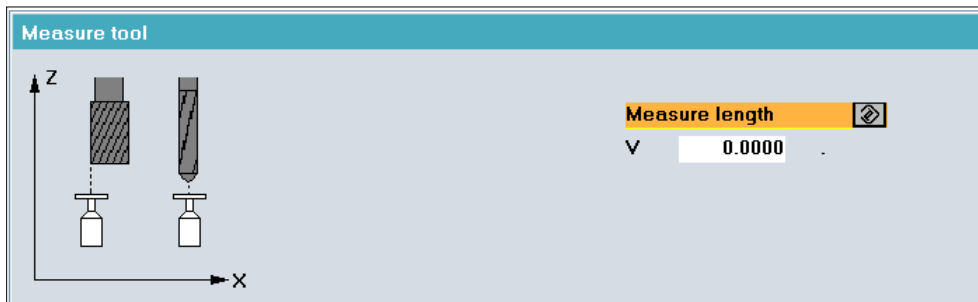 Measure tool
Z
Measure length
V 0.0000 .
X